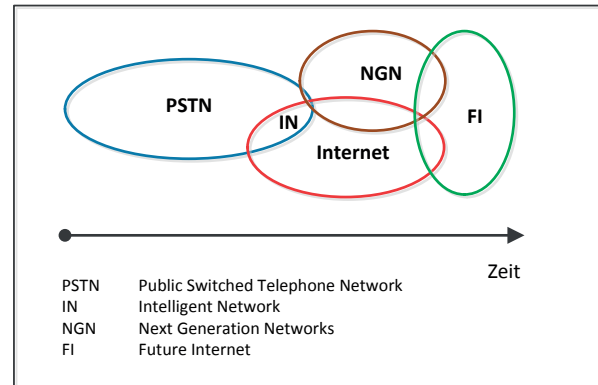 NGN
PSTN
FI
IN
Internet
Zeit
PSTN Public Switched Telephone Network
IN Intelligent Network
NGN Next Generation Networks
FI Future Internet